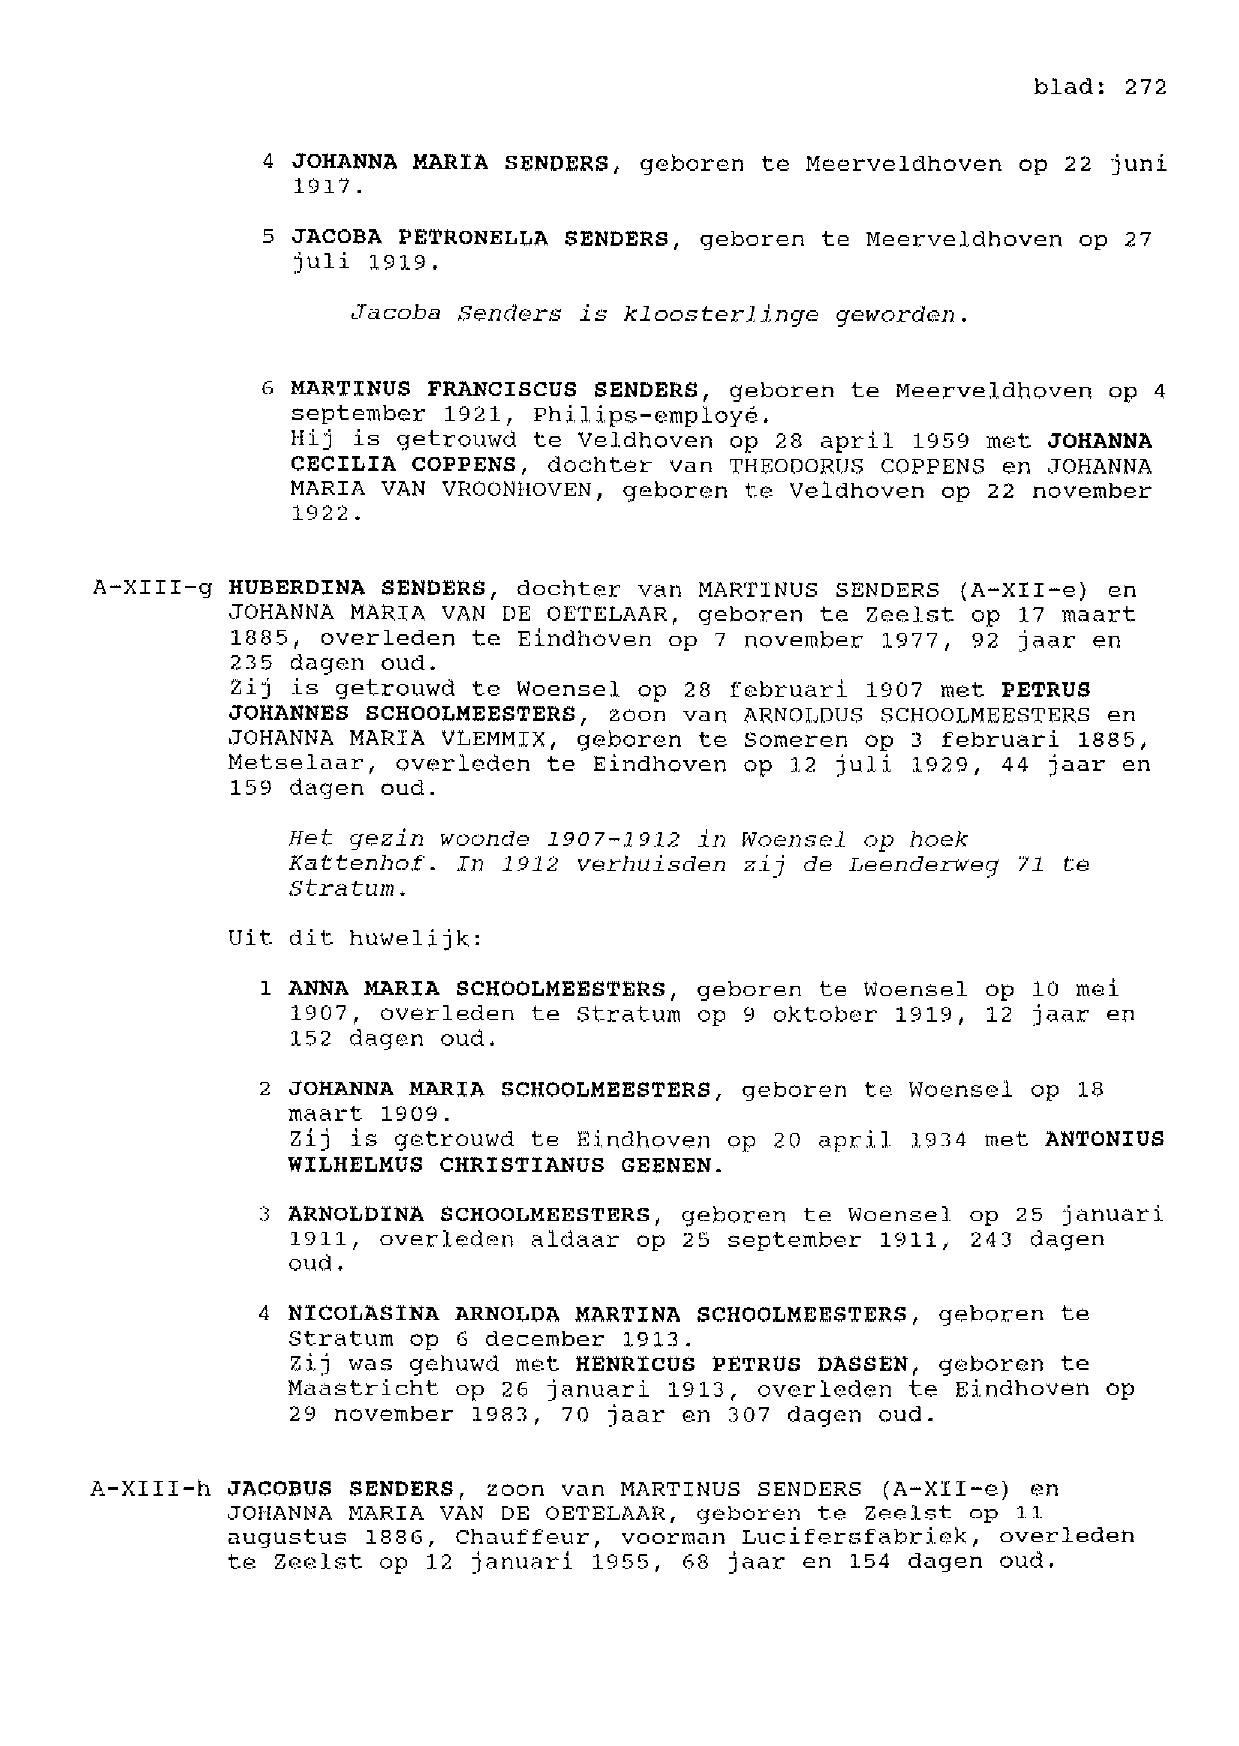 blad: 272
4 JOHANNA MARIA SENDERS, geboren te Meerveldhoven op 22 juni
1917.
5 JACOBA PETRONELLA SENDERS, geboren te Meerveldhoven op 27
juli 1919.
Jacoba Senders is kloosterlinge geworden.
6 MARTINUS FRANCISCUS SENDERS, geboren te Meerveldhoven op 4
september 1921, Philips-employé.
Hij is getrouwd te Veldhoven op 28 april 1959 met JOHANNA
CECILIA COPPENS, dochter van THEODORUS COPPENS en JOHANNA
MARIA VAN VROONHOVEN, geboren te Veldhoven op 22 november
1922.
A-XIII-g HUBERDINA SENDERS, dochter van MARTINUS SENDERS (A-XII-e) en
JOHANNA MARIA VAN DE OETELAAR, geboren te Zeelst op 17 maart
1885, overleden te Eindhoven op 7 november 1977, 92 jaar en
235 dagen oud.
Zij is getrouwd te Woensel op 28 februari 1907 met PETRUS
JOHANNES SCHOOLMEESTERS, zoon van ARNOLDUS SCHOOLMEESTERS en
JOHANNA MARIA VLEMMIX, geboren te Someren op 3 februari 1885,
Metselaar, overleden te Eindhoven op 12 juli 1929, 44 jaar en
159 dagen oud.
Het gezin woonde 1907-1912 in Woensel op hoek
Kattenhof. In 1912 verhuisden zij de Leenderweg 71 te
Stratum.
Uit dit huwelijk:
1 ANNA MARIA SCHOOLMEESTERS, geboren te Woensel op 10 mei
1907, overleden te Stratum op 9 oktober 1919, 12 jaar en
152 dagen oud.
2 JOHANNA MARIA SCHOOLMEESTERS, geboren te Woensel op 18
maart 1909.
Zij is getrouwd te Eindhoven op 20 april 1934 met ANTONIUS
WILHELMUS CHRISTIANUS GEENEN.
3 ARNOLDINA SCHOOLMEESTERS, geboren te Woensel op 25 januari
1911, overleden aldaar op 25 september 1911, 243 dagen
oud.
4 NICOLASINA ARNOLDA MARTINA SCHOOLMEESTERS, geboren te
Stratum op 6 december 1913.
Zij was gehuwd met HENRICUS PETRUS DASSEN, geboren te
Maastricht op 26 januari 1913, overleden te Eindhoven op
29 november 1983, 70 jaar en 307 dagen oud.
A-XIII-h JACOBUS SENDERS, zoon van MARTINUS SENDERS (A-XII-e) en
JOHANNA MARIA VAN DE OETELAAR, geboren te Zeelst op 11
augustus 1886, Chauffeur, voorman Lucifersfabriek, overleden
te Zeelst op 12 januari 1955, 68 jaar en 154 dagen oud.